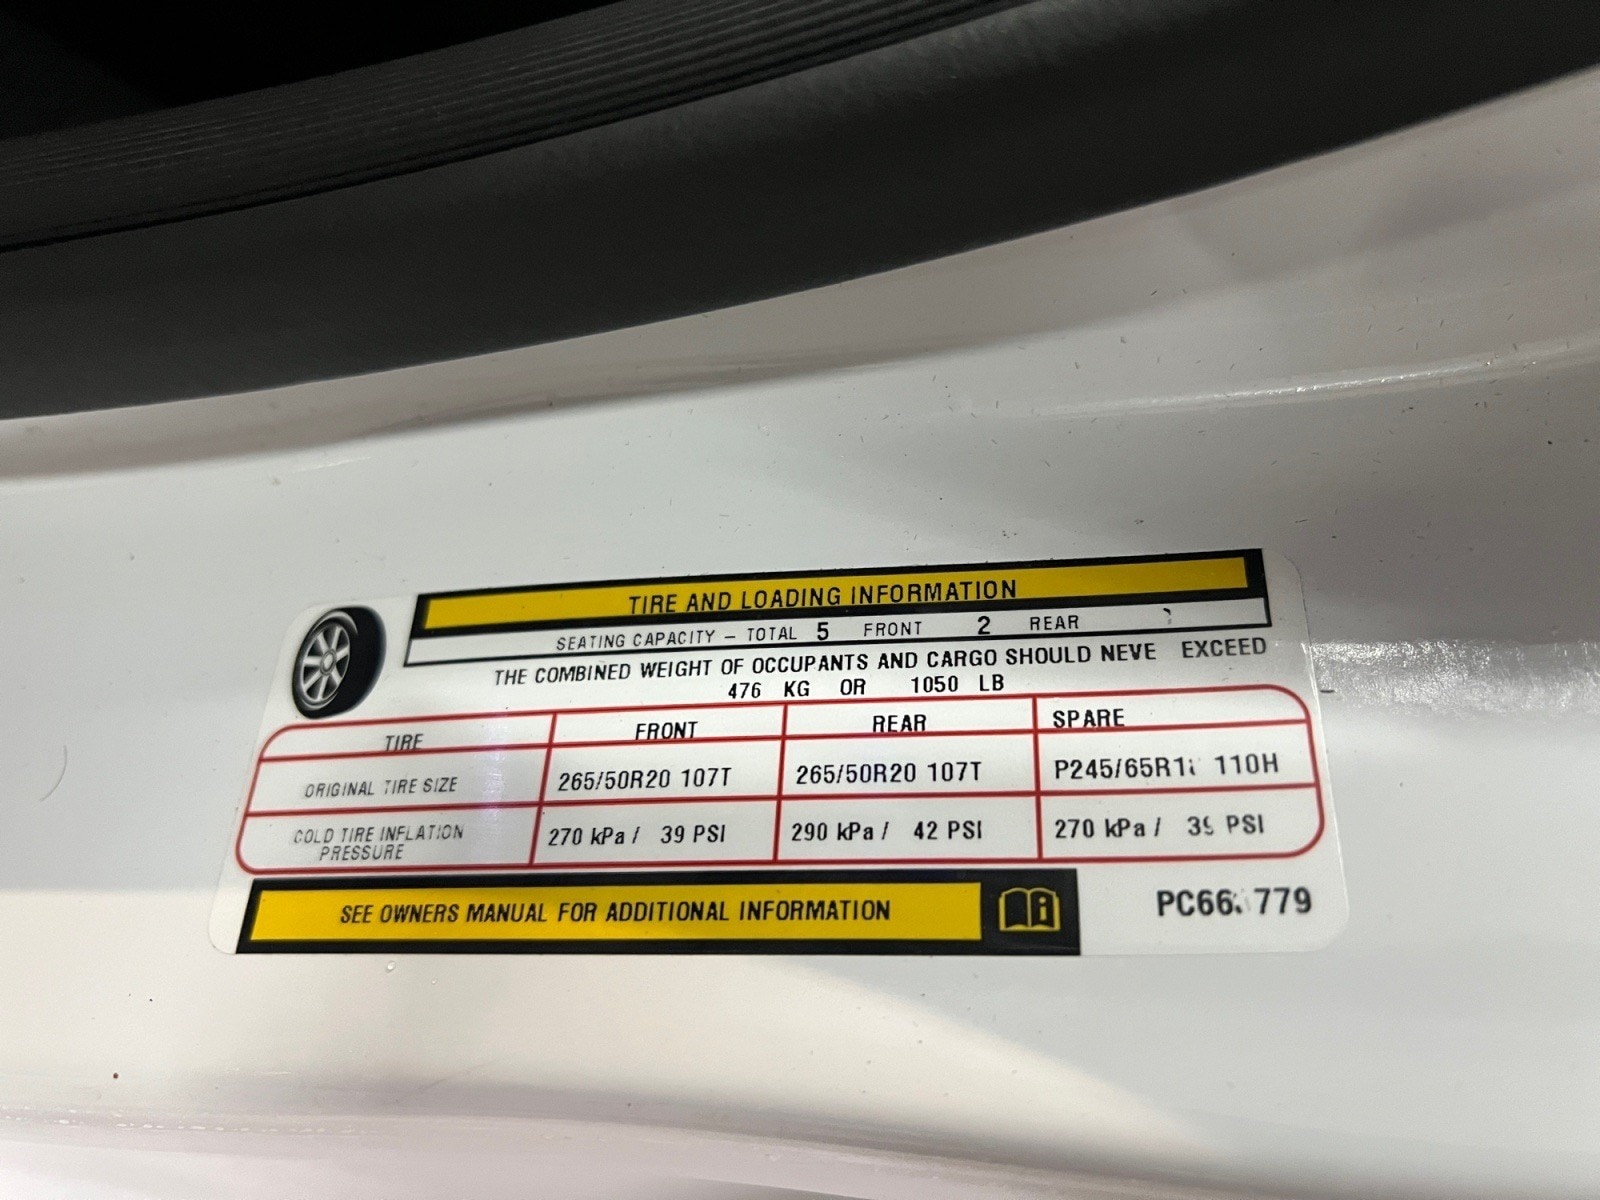 TIRE AND LOADING INFORMATION
SEATING CAPACITY – TOTAL 5 FRONT 2 REAR
THE COMBINED WEIGHT OF OCCUPANTS AND CARGO SHOULD NEVE EXCEED
476 KG OR 1050 LB
TIRE FRONT REAR SPARE
ORIGINAL TIRE SIZE 265/50R20 107T 265/50R20 107T 110H
COLD TIRE INFLATION PRESSURE 270 kPa / 39 PSI 290 kPa / 42 PSI 270 kPa / 39 PSI
SEE OWNERS MANUAL FOR ADDITIONAL INFORMATION